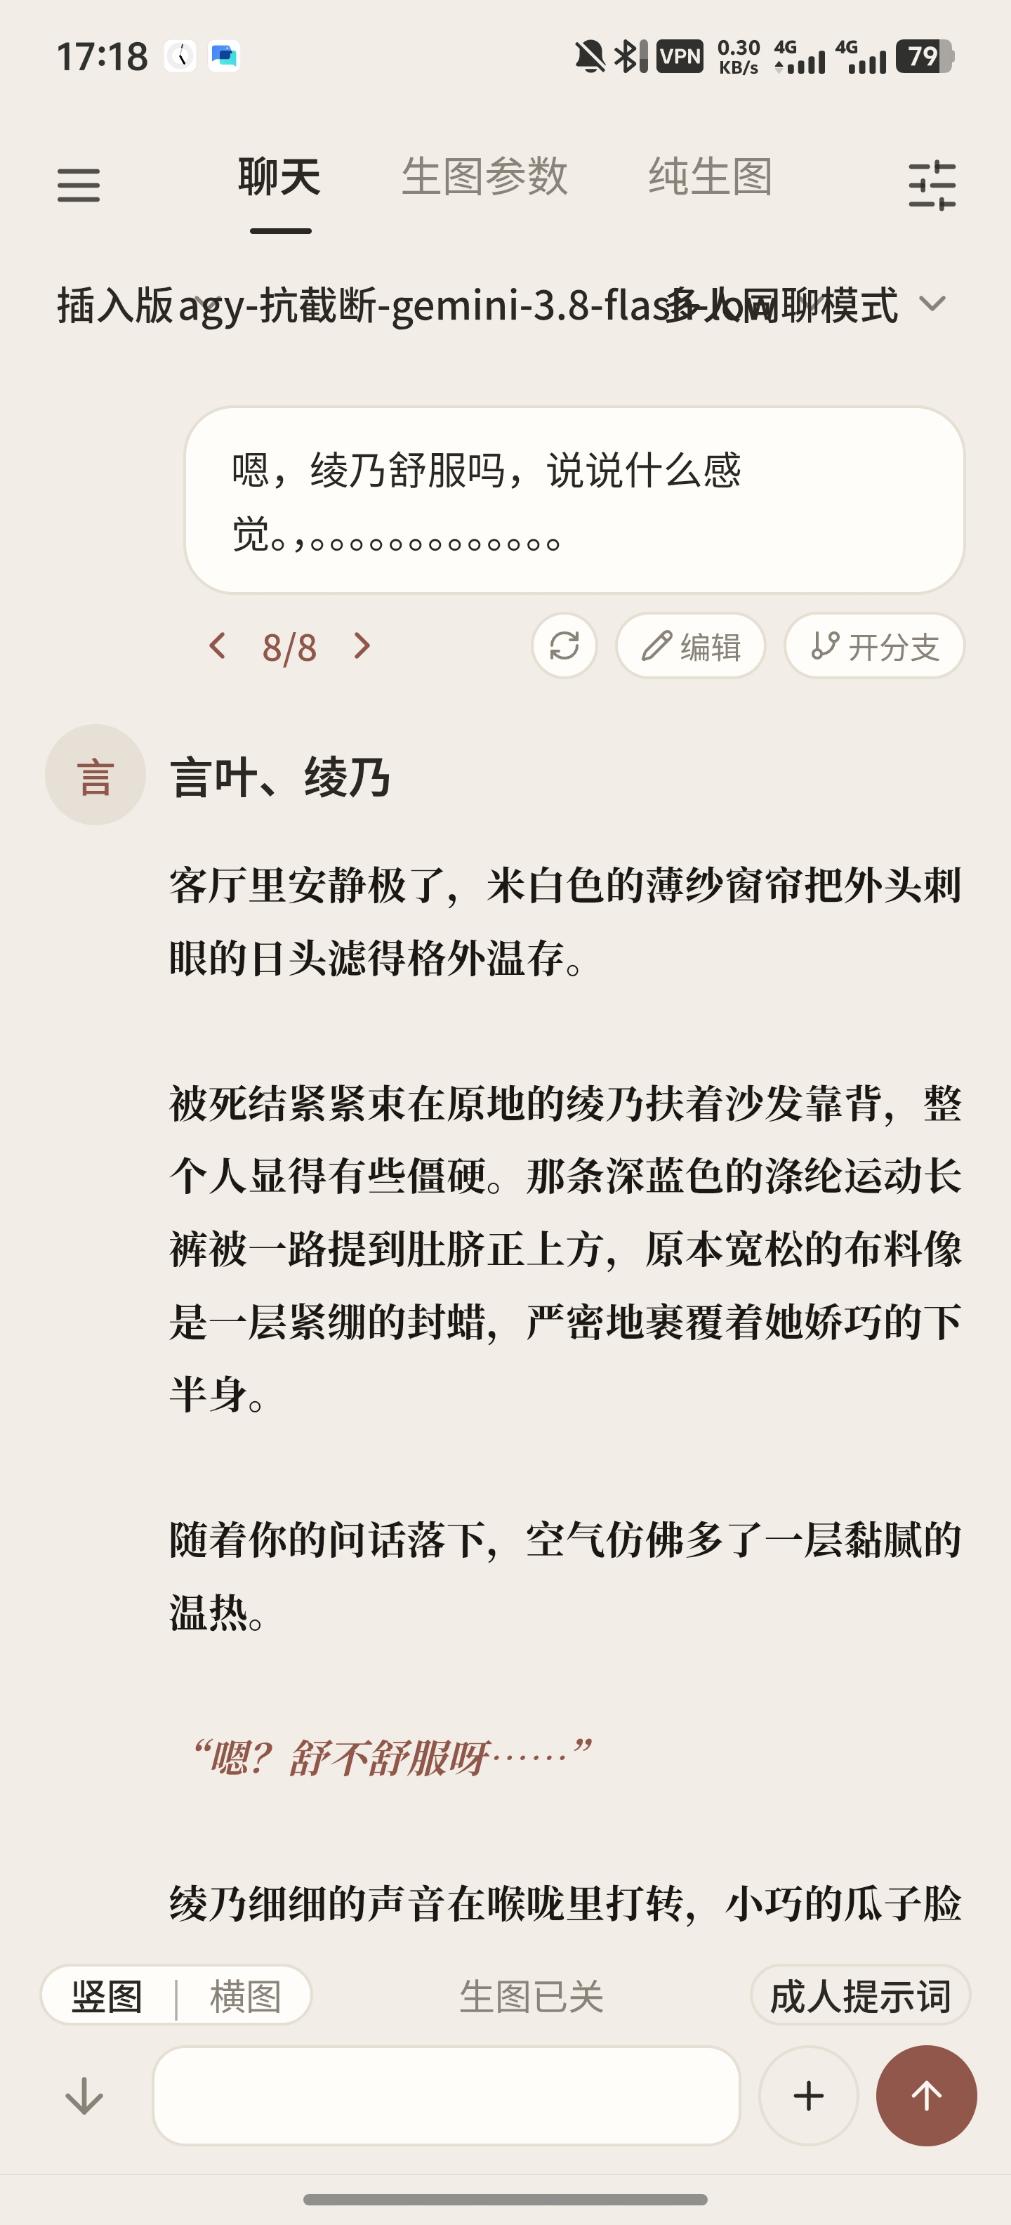 17:18
VPN 0.30 KB/s 4G 4G 79
聊天 生图参数 纯生图
插入版 agy-抗截断-gemini-3.8-flash-low 多人同聊模式
嗯，绫乃舒服吗，说说什么感
觉。，。。。。。。。。。。。。。
8/8 编辑 开分支
言 言叶、绫乃
客厅里安静极了，米白色的薄纱窗帘把外头刺
眼的日头滤得格外温存。
被死结紧紧束在原地的绫乃扶着沙发靠背，整
个人显得有些僵硬。那条深蓝色的涤纶运动长
裤被一路提到肚脐正上方，原本宽松的布料像
是一层紧绷的封蜡，严密地裹覆着她娇巧的下
半身。
随着你的问话落下，空气仿佛多了一层黏腻的
温热。
“嗯？舒不舒服呀……”
绫乃细细的声音在喉咙里打转，小巧的瓜子脸
竖图 | 横图 生图已关 成人提示词